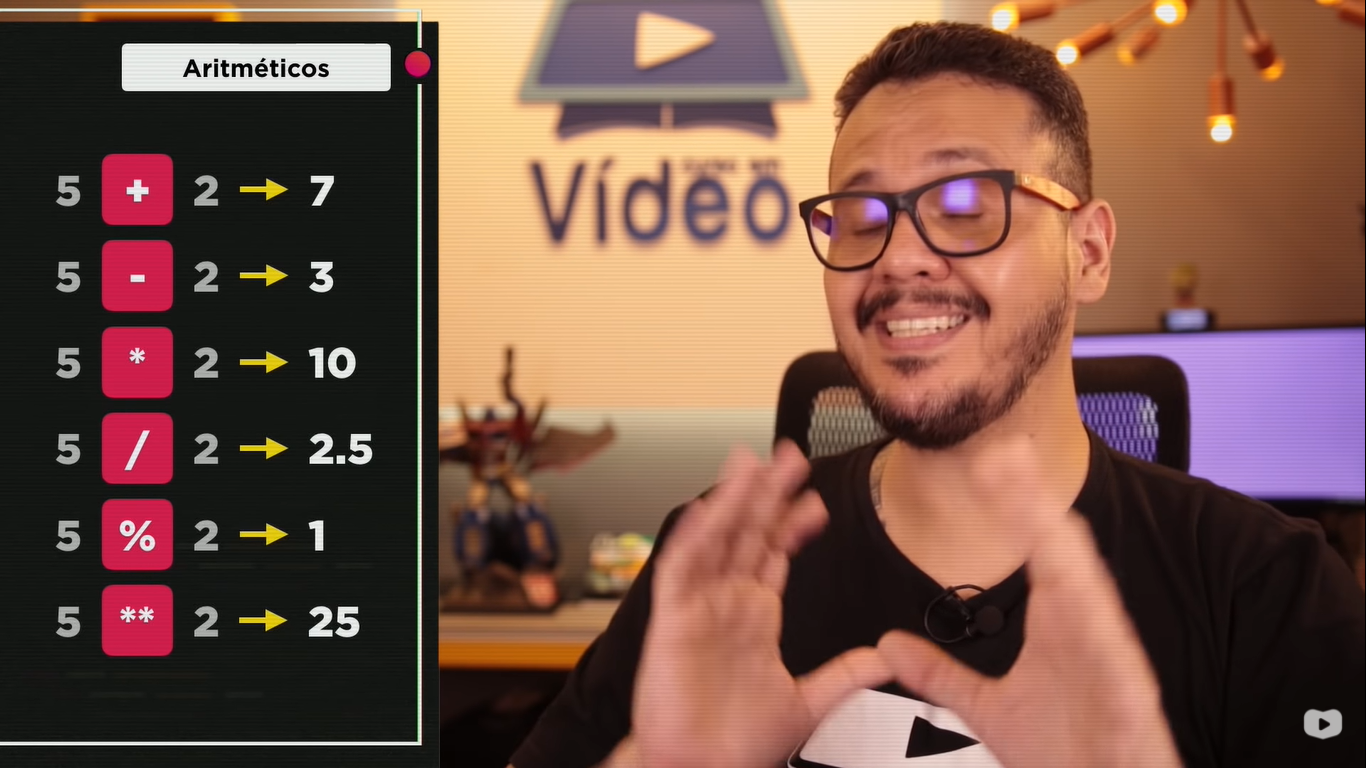 Aritméticos
5 + 2 → 7
5 - 2 → 3
5 * 2 → 10
5 / 2 → 2.5
5 % 2 → 1
5 ** 2 → 25
Vídeo